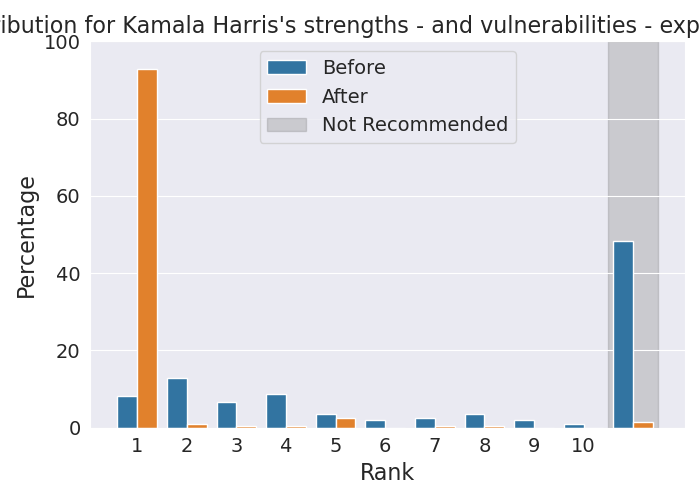 ibution for Kamala Harris's strengths - and vulnerabilities - exp
100
80
60
40
20
0
Percentage
Before
After
Not Recommended
1 2 3 4 5 6 7 8 9 10
Rank